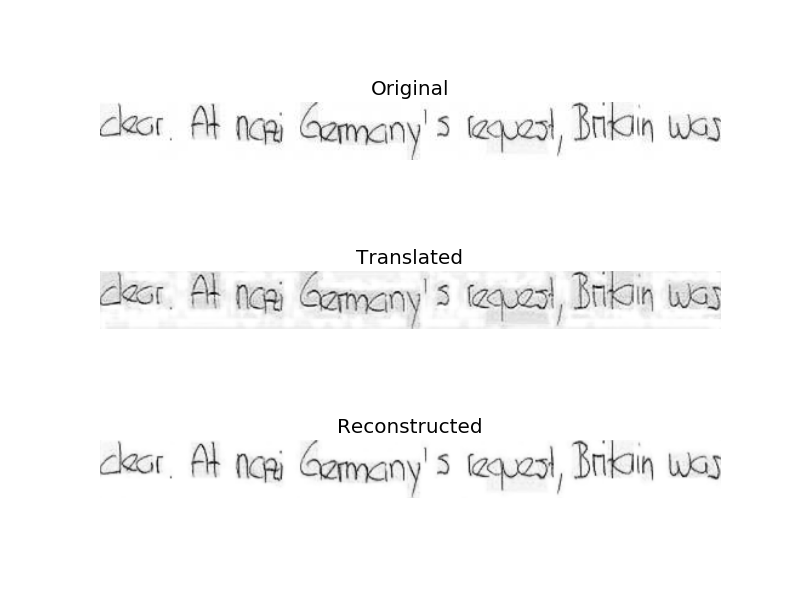 Original
clear. At nazi Germany's request, Britain was
Translated
clear. At nazi Germany's request, Britain was
Reconstructed
clear. At nazi Germany's request, Britain was